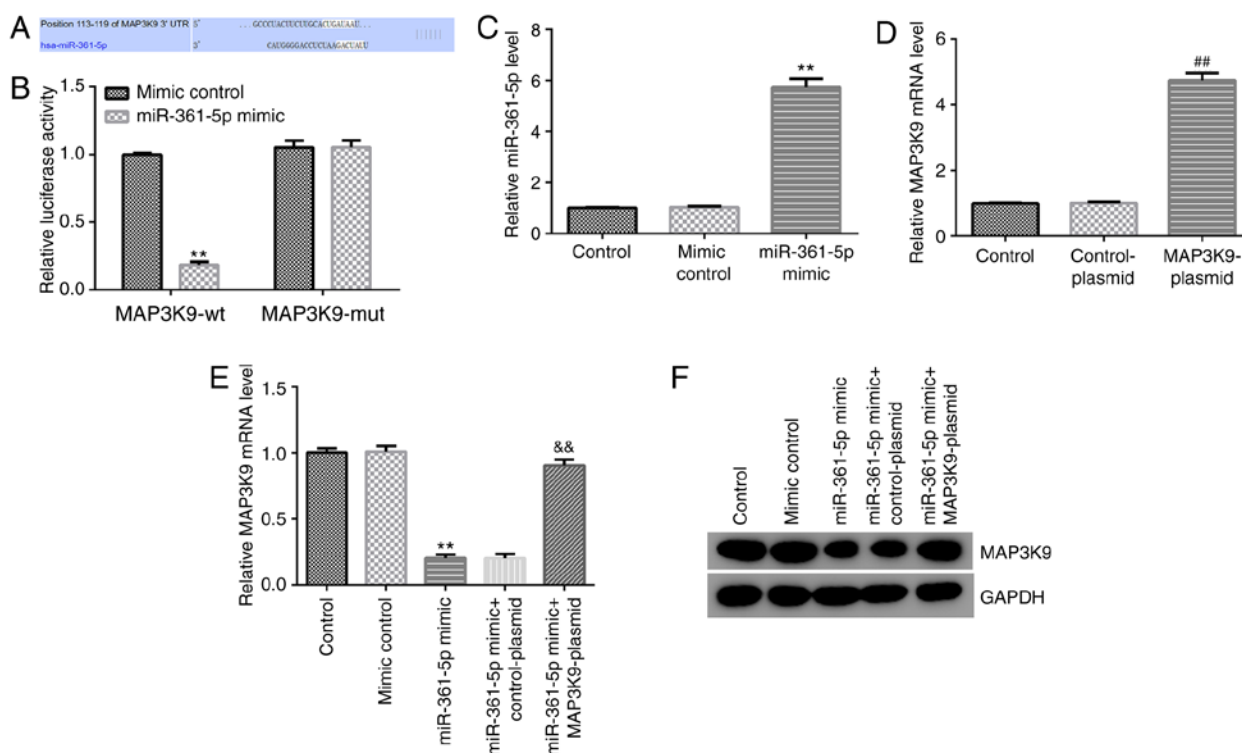 A
Position 113-119 of MAP3K9 3' UTR 5' ...GCCCUACUCUUGCACUGAUAAU...
hsa-miR-361-5p 3' CAUGGGGACCUCUAAGACUAUU
B
Mimic control
miR-361-5p mimic
Relative luciferase activity
1.5
1.0
0.5
0.0
**
MAP3K9-wt
MAP3K9-mut
C
Relative miR-361-5p level
8
6
4
2
0
**
Control
Mimic
control
miR-361-5p
mimic
D
Relative MAP3K9 mRNA level
6
4
2
0
##
Control
Control-
plasmid
MAP3K9-
plasmid
E
Relative MAP3K9 mRNA level
1.5
1.0
0.5
0.0
**
&&
Control
Mimic control
miR-361-5p mimic
miR-361-5p mimic+
control-plasmid
miR-361-5p mimic+
MAP3K9-plasmid
F
Control
Mimic control
miR-361-5p mimic
miR-361-5p mimic+
control-plasmid
miR-361-5p mimic+
MAP3K9-plasmid
MAP3K9
GAPDH